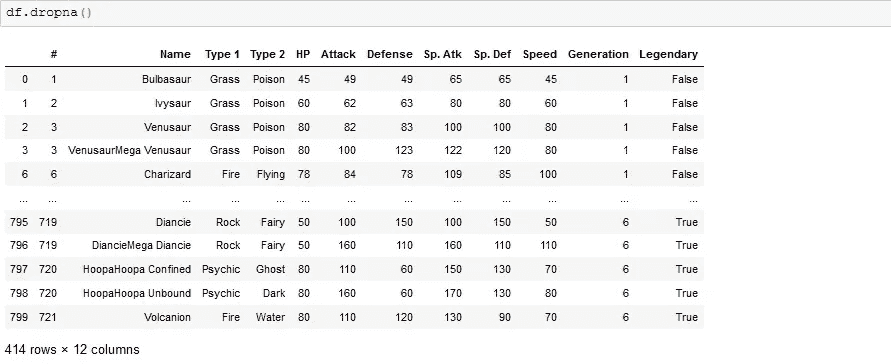 df.dropna()
# Name Type 1 Type 2 HP Attack Defense Sp. Atk Sp. Def Speed Generation Legendary
0 1 Bulbasaur Grass Poison 45 49 49 65 65 45 1 False
1 2 Ivysaur Grass Poison 60 62 63 80 80 60 1 False
2 3 Venusaur Grass Poison 80 82 83 100 100 80 1 False
3 3 VenusaurMega Venusaur Grass Poison 80 100 123 122 120 80 1 False
6 6 Charizard Fire Flying 78 84 78 109 85 100 1 False
... ... ... ... ... ... ... ... ... ... ... ... ...
795 719 Diancie Rock Fairy 50 100 150 100 150 50 6 True
796 719 DiancieMega Diancie Rock Fairy 50 160 110 160 110 110 6 True
797 720 HoopaHoopa Confined Psychic Ghost 80 110 60 150 130 70 6 True
798 720 HoopaHoopa Unbound Psychic Dark 80 160 60 170 130 80 6 True
799 721 Volcanion Fire Water 80 110 120 130 90 70 6 True
414 rows × 12 columns